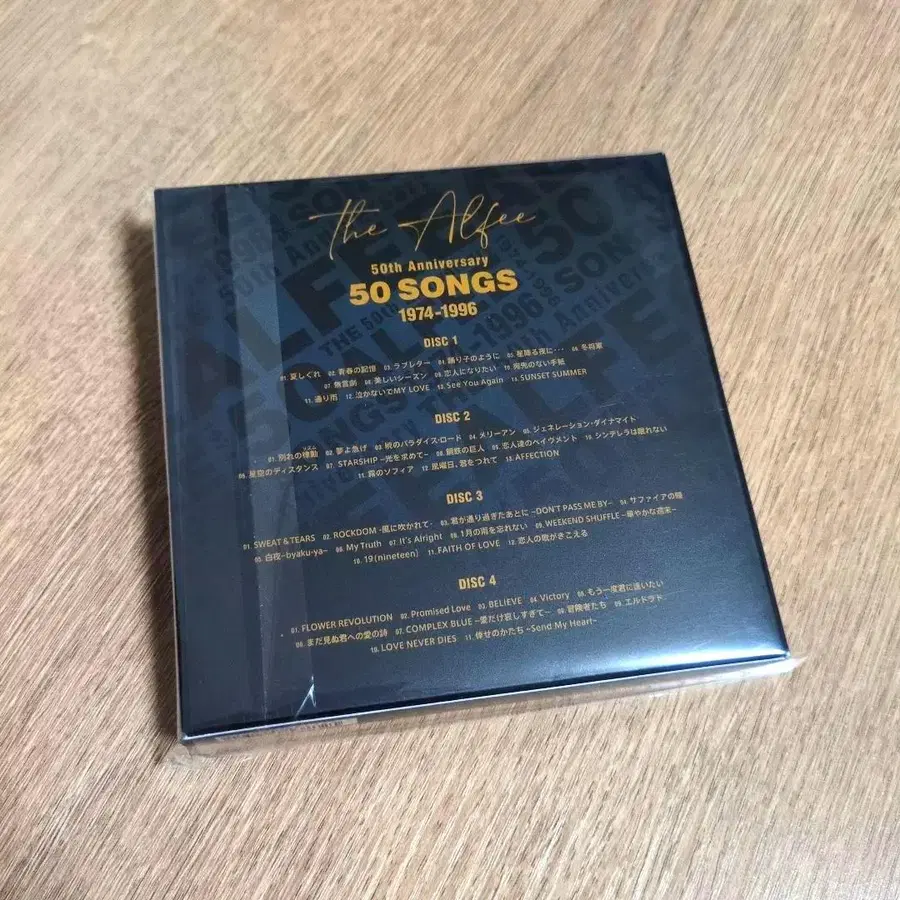 The Alfee
50th Anniversary
50 SONGS
1974-1996
DISC 1
01. 夏しぐれ 02. 青春の記憶 03. ラブレター 04. 踊り子のように 05. 星降る夜に・・・ 06. 冬将軍
07. 無言劇 08. 美しいシーズン 09. 恋人になりたい 10. 宛先のない手紙
11. 通り雨 12. 泣かないでMY LOVE 13. See You Again 14. SUNSET SUMMER
DISC 2
01. 別れの律動 02. 夢よ急げ 03. 暁のパラダイス・ロード 04. メリーアン 05. ジェネレーション・ダイナマイト
06. 星空のディスタンス 07. STARSHIP −光を求めて− 08. 鋼鉄の巨人 09. 恋人達のペイヴメント 10. シンデレラは眠れない
11. 霧のソフィア 12. 風曜日、君をつれて 13. AFFECTION
DISC 3
01. SWEAT & TEARS 02. ROCKDOM −風に吹かれて− 03. 君が通り過ぎたあとに −DON'T PASS ME BY− 04. サファイアの瞳
05. 白夜−byaku-ya− 06. My Truth 07. It's Alright 08. 1月の雨を忘れない 09. WEEKEND SHUFFLE −華やかな週末−
10. 19(nineteen) 11. FAITH OF LOVE 12. 恋人の歌がきこえる
DISC 4
01. FLOWER REVOLUTION 02. Promised Love 03. BELIEVE 04. Victory 05. もう一度君に逢いたい
06. まだ見ぬ君への愛の詩 07. COMPLEX BLUE −愛だけ哀しすぎて− 08. 冒険者たち 09. エルドラド
10. LOVE NEVER DIES 11. 倖せのかたち −Send My Heart−